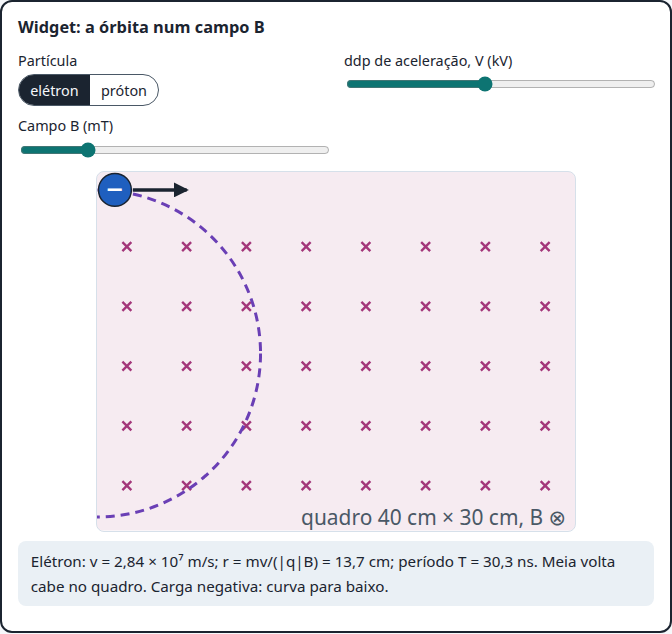 Widget: a órbita num campo B
Partícula
ddp de aceleração, V (kV)
elétron próton
Campo B (mT)
quadro 40 cm × 30 cm, B ⊗
Elétron: v = 2,84 × 10⁷ m/s; r = mv/(|q|B) = 13,7 cm; período T = 30,3 ns. Meia volta
cabe no quadro. Carga negativa: curva para baixo.